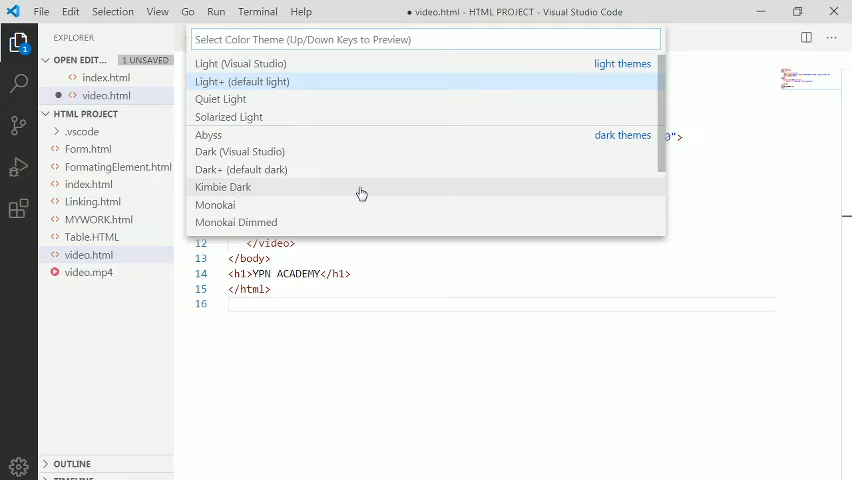 File Edit Selection View Go Run Terminal Help ● video.html - HTML PROJECT - Visual Studio Code
EXPLORER
Select Color Theme (Up/Down Keys to Preview)
OPEN EDIT... 1 UNSAVED
Light (Visual Studio) light themes
index.html
Light+ (default light)
● video.html
Quiet Light
HTML PROJECT
Solarized Light
.vscode
Abyss dark themes
0">
Form.html
Dark (Visual Studio)
FormatingElement.html
Dark+ (default dark)
index.html
Kimbie Dark
Linking.html
Monokai
MYWORK.html
Monokai Dimmed
Table.HTML
12 </video>
video.html
13 </body>
video.mp4
14 <h1>YPN ACADEMY</h1>
15 </html>
16
OUTLINE
1